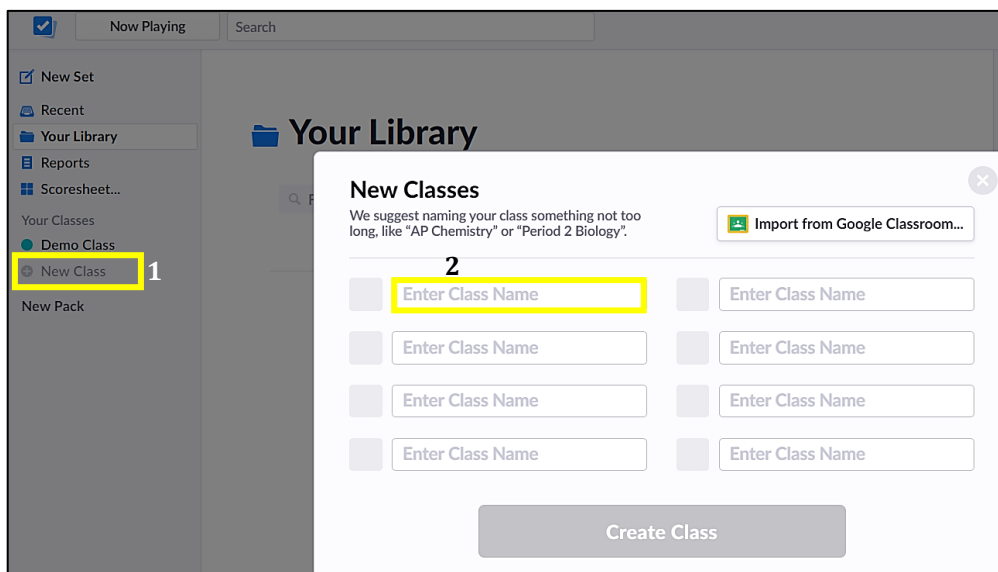 Now Playing
Search
New Set
Recent
Your Library
Reports
Scoresheet...
Your Classes
Demo Class
New Class
1
New Pack
Your Library
F
New Classes
We suggest naming your class something not too
long, like “AP Chemistry” or “Period 2 Biology”.
Import from Google Classroom...
2
Enter Class Name
Enter Class Name
Enter Class Name
Enter Class Name
Enter Class Name
Enter Class Name
Enter Class Name
Enter Class Name
Create Class